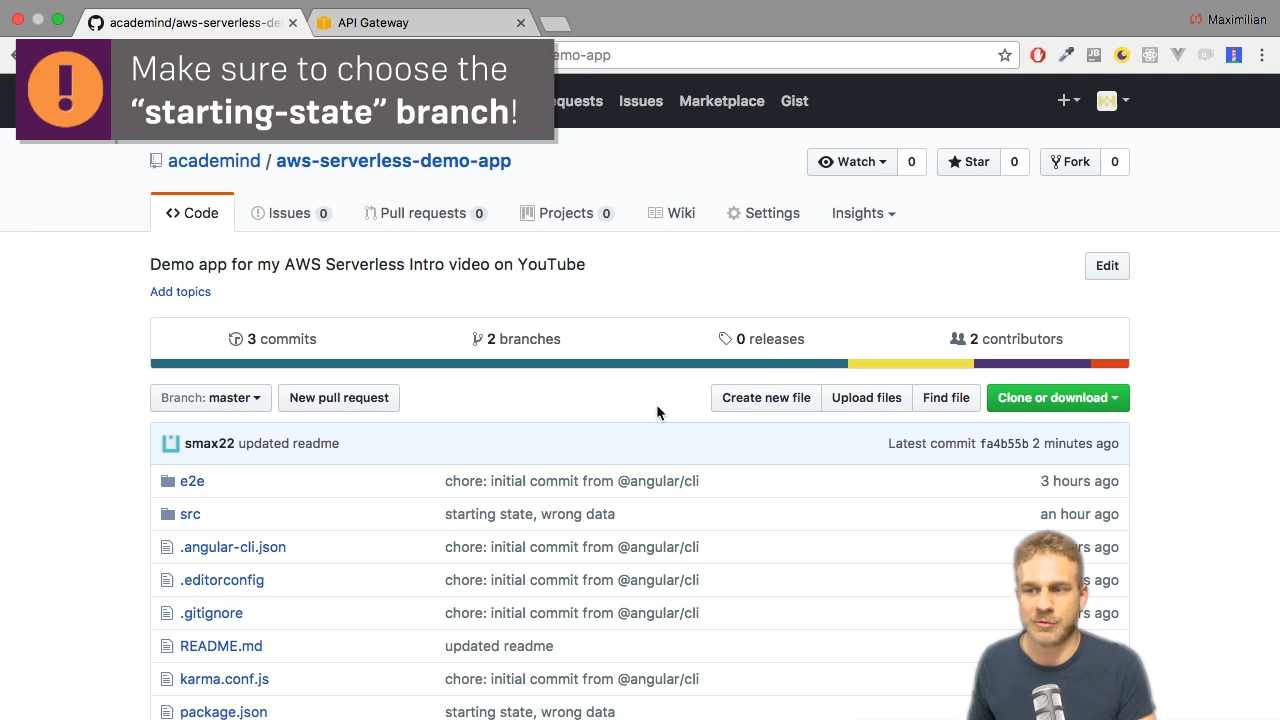 academind/aws-serverless-de
API Gateway
Maximilian
Make sure to choose the
“starting-state” branch!
emo-app
equests Issues Marketplace Gist
academind / aws-serverless-demo-app
Watch 0 Star 0 Fork 0
Code Issues 0 Pull requests 0 Projects 0 Wiki Settings Insights
Demo app for my AWS Serverless Intro video on YouTube
Edit
Add topics
3 commits 2 branches 0 releases 2 contributors
Branch: master New pull request Create new file Upload files Find file Clone or download
smax22 updated readme Latest commit fa4b55b 2 minutes ago
e2e chore: initial commit from @angular/cli 3 hours ago
src starting state, wrong data an hour ago
.angular-cli.json chore: initial commit from @angular/cli rs ago
.editorconfig chore: initial commit from @angular/cli s ago
.gitignore chore: initial commit from @angular/cli rs ago
README.md updated readme
karma.conf.js chore: initial commit from @angular/cli
package.json starting state, wrong data